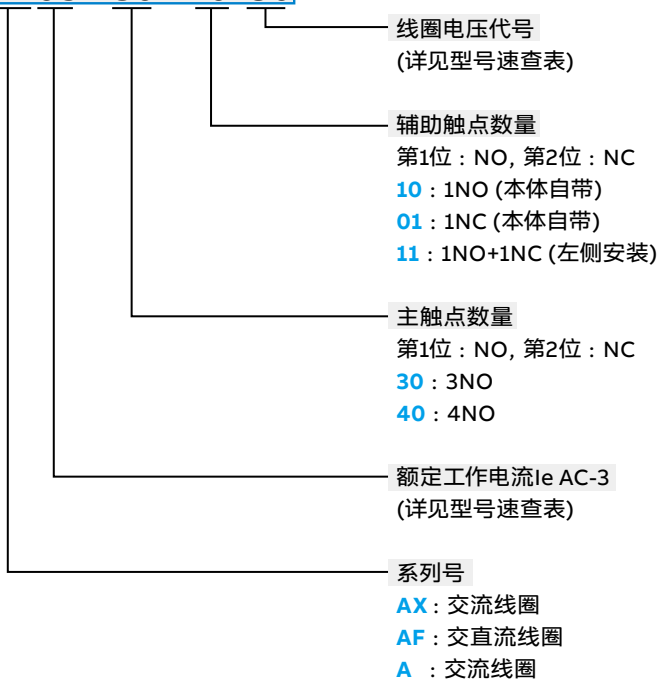 线圈电压代号
(详见型号速查表)
辅助触点数量
第1位：NO, 第2位：NC
10：1NO (本体自带)
01：1NC (本体自带)
11：1NO+1NC (左侧安装)
主触点数量
第1位：NO, 第2位：NC
30：3NO
40：4NO
额定工作电流Ie AC-3
(详见型号速查表)
系列号
AX：交流线圈
AF：交直流线圈
A ：交流线圈